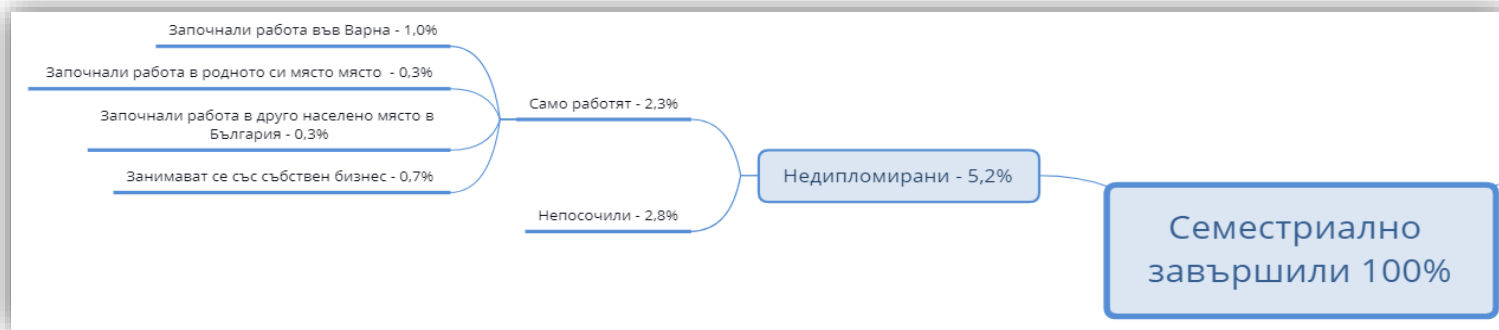 Започнали работа във Варна - 1,0%
Започнали работа в родното си място място - 0,3%
Започнали работа в друго населено място в
България - 0,3%
Занимават се със събствен бизнес - 0,7%
Само работят - 2,3%
Непосочили - 2,8%
Недипломирани - 5,2%
Семестриално
завършили 100%